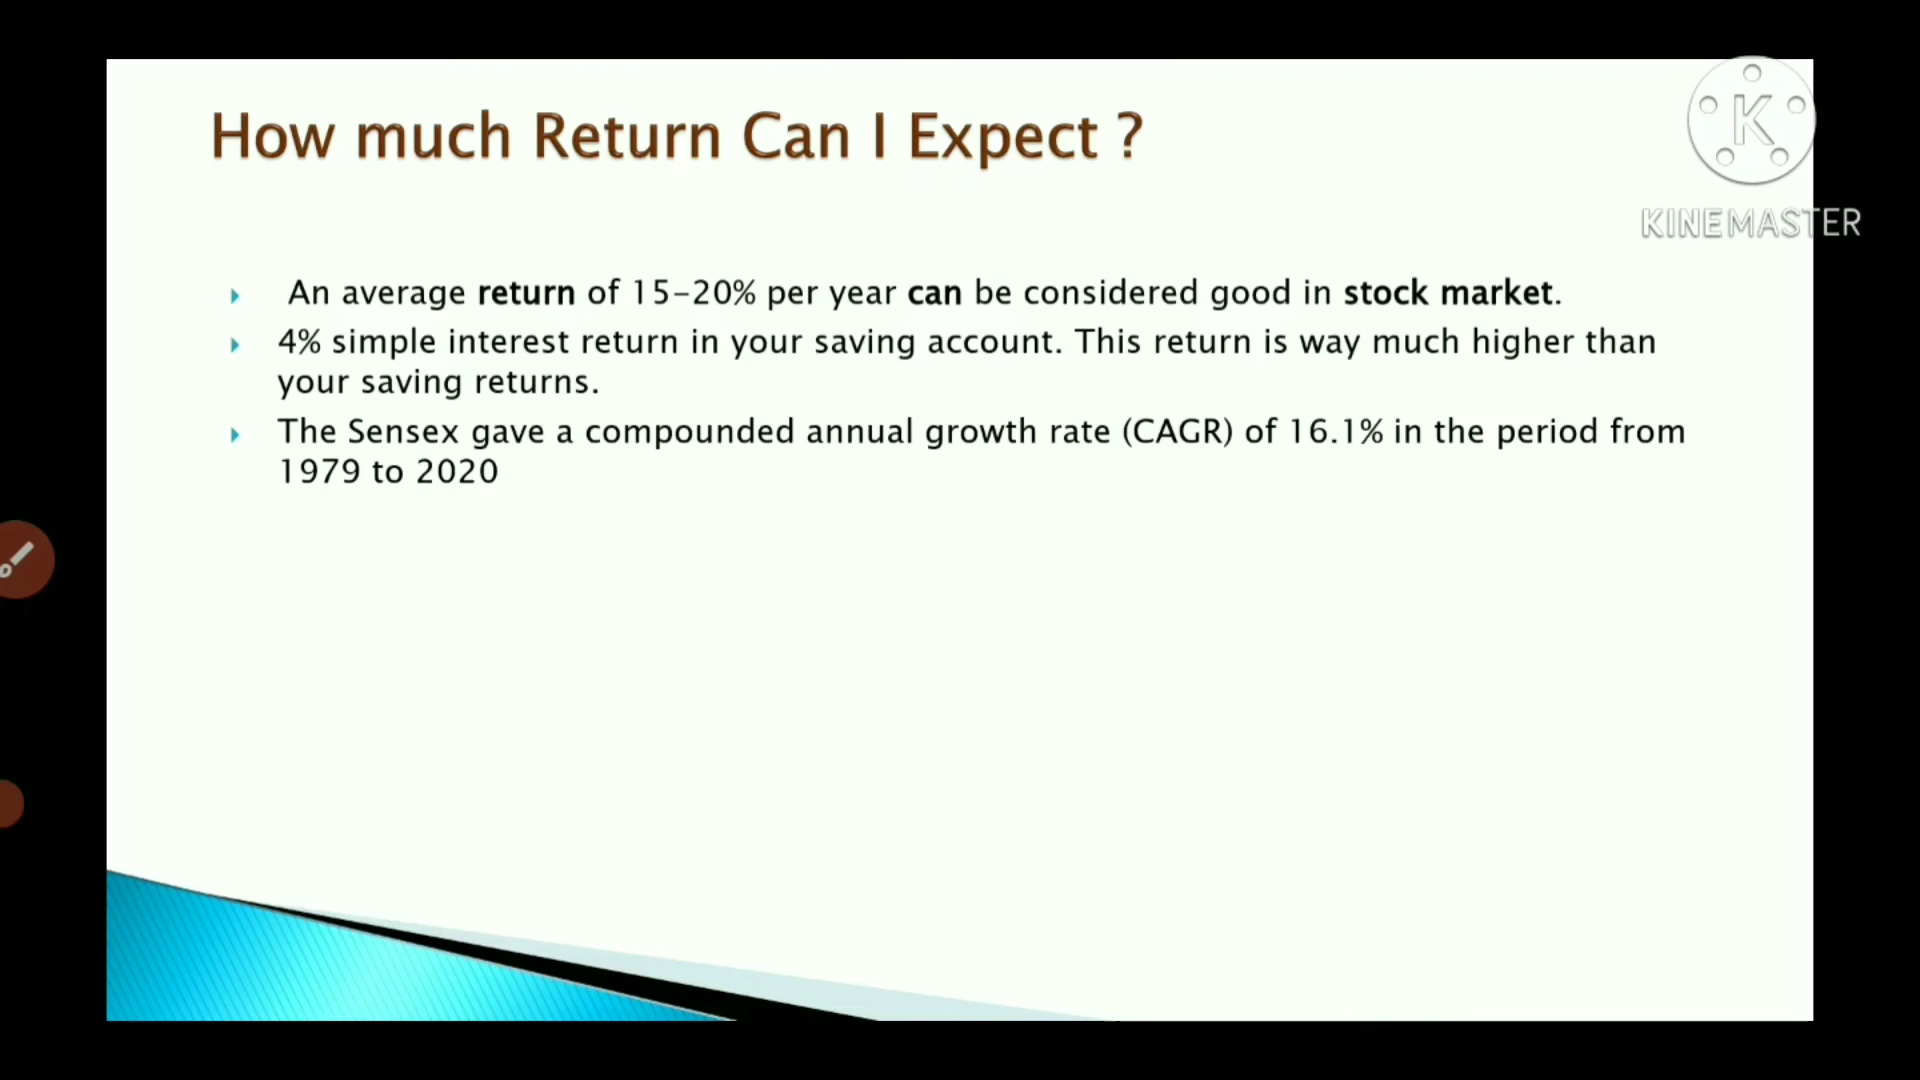 How much Return Can I Expect ?
K
KINEMASTER
An average return of 15-20% per year can be considered good in stock market.
4% simple interest return in your saving account. This return is way much higher than
your saving returns.
The Sensex gave a compounded annual growth rate (CAGR) of 16.1% in the period from
1979 to 2020